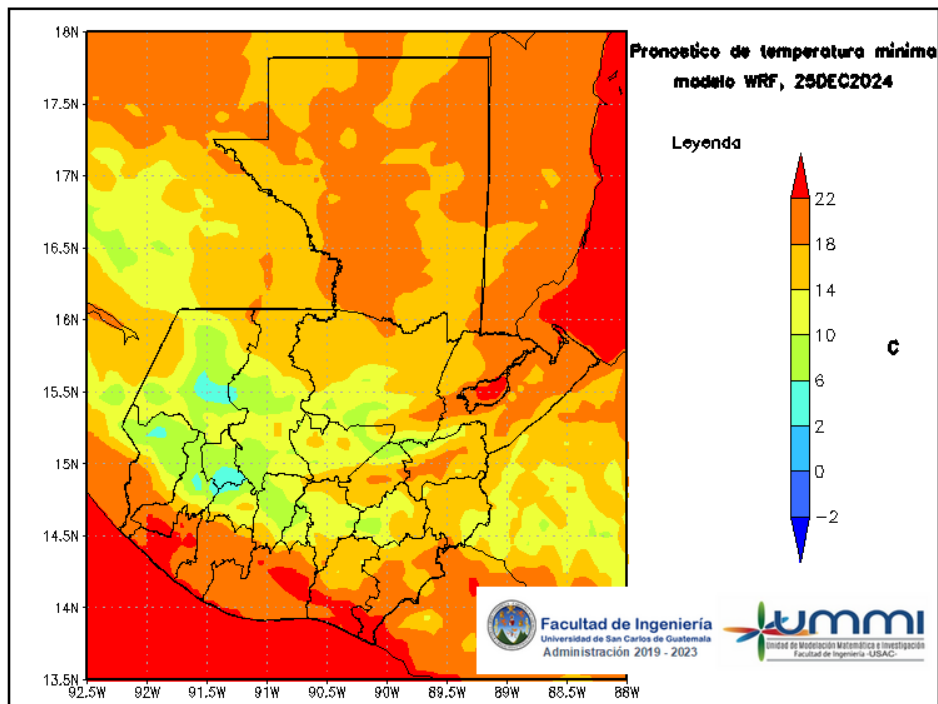 Pronostico de temperatura minima
modelo WRF, 25DEC2024
Leyenda
22
18
14
10
6
2
0
-2
C
18N
17.5N
17N
16.5N
16N
15.5N
15N
14.5N
14N
13.5N
92.5W 92W 91.5W 91W 90.5W 90W 89.5W 89W 88.5W 88W
Facultad de Ingeniería
Universidad de San Carlos de Guatemala
Administración 2019 - 2023
ummi
Unidad de Modelación Matemática e Investigación
Facultad de Ingeniería -USAC-